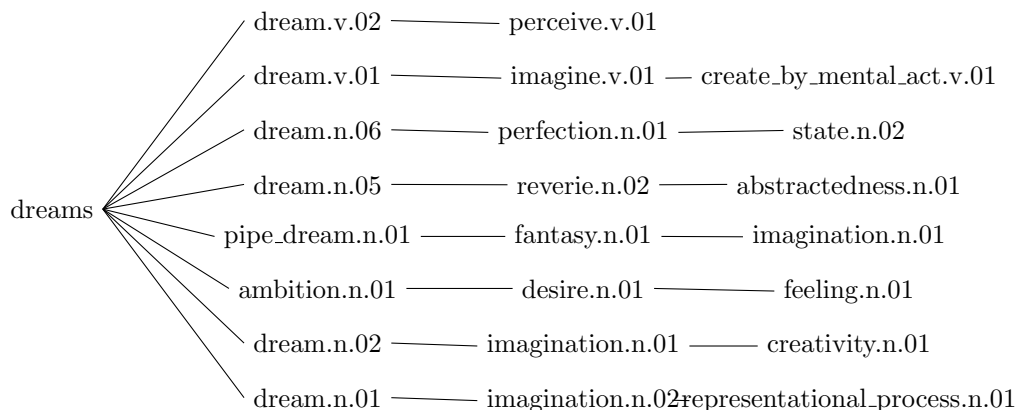 dream.v.02 perceive.v.01
dream.v.01 imagine.v.01 create_by_mental_act.v.01
dream.n.06 perfection.n.01 state.n.02
dream.n.05 reverie.n.02 abstractedness.n.01
dreams
pipe_dream.n.01 fantasy.n.01 imagination.n.01
ambition.n.01 desire.n.01 feeling.n.01
dream.n.02 imagination.n.01 creativity.n.01
dream.n.01 imagination.n.02 representational_process.n.01